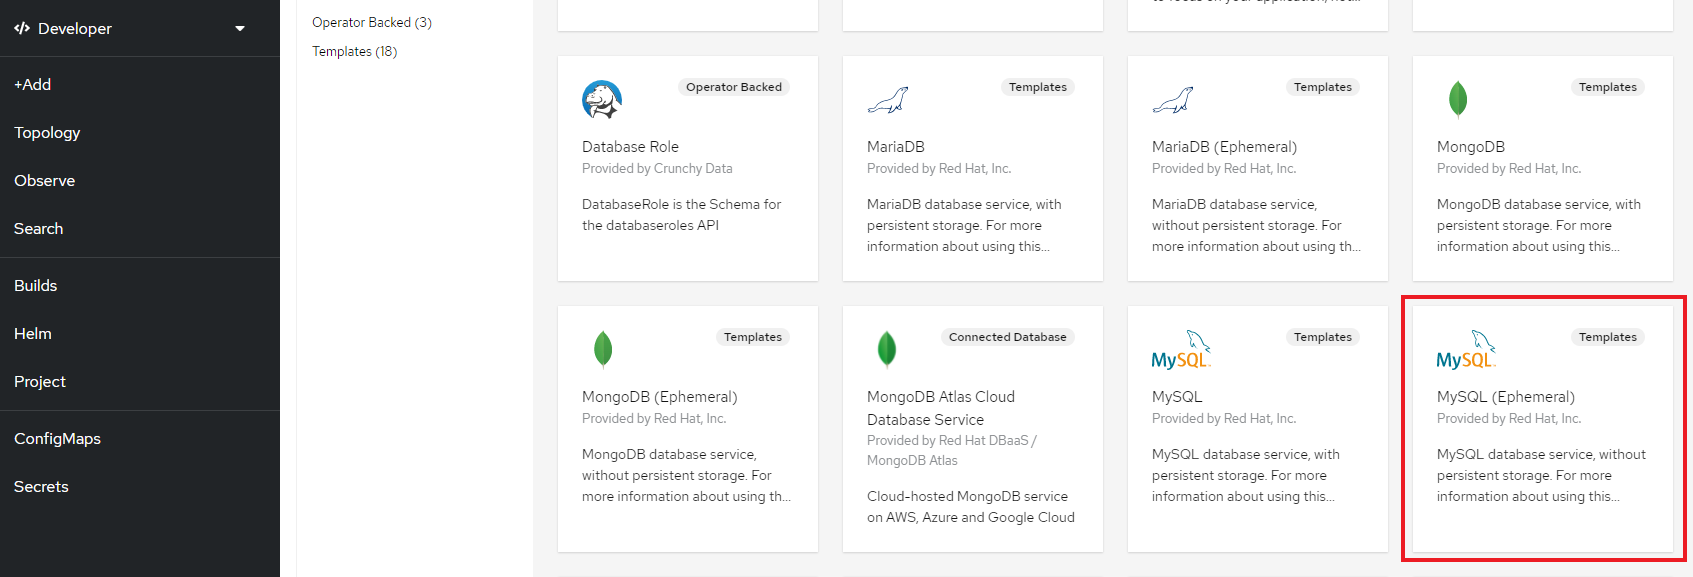 Developer
+Add
Topology
Observe
Search
Builds
Helm
Project
ConfigMaps
Secrets
Operator Backed (3)
Templates (18)
Operator Backed
Database Role
Provided by Crunchy Data
DatabaseRole is the Schema for
the databaseroles API
Templates
MariaDB
Provided by Red Hat, Inc.
MariaDB database service, with
persistent storage. For more
information about using this...
Templates
MariaDB (Ephemeral)
Provided by Red Hat, Inc.
MariaDB database service,
without persistent storage. For
more information about using th...
Templates
MongoDB
Provided by Red Hat, Inc.
MongoDB database service, with
persistent storage. For more
information about using this...
Templates
MongoDB (Ephemeral)
Provided by Red Hat, Inc.
MongoDB database service,
without persistent storage. For
more information about using th...
Connected Database
MongoDB Atlas Cloud
Database Service
Provided by Red Hat DBaaS /
MongoDB Atlas
Cloud-hosted MongoDB service
on AWS, Azure and Google Cloud
MySQL
Templates
MySQL
Provided by Red Hat, Inc.
MySQL database service, with
persistent storage. For more
information about using this...
MySQL
Templates
MySQL (Ephemeral)
Provided by Red Hat, Inc.
MySQL database service, without
persistent storage. For more
information about using this...